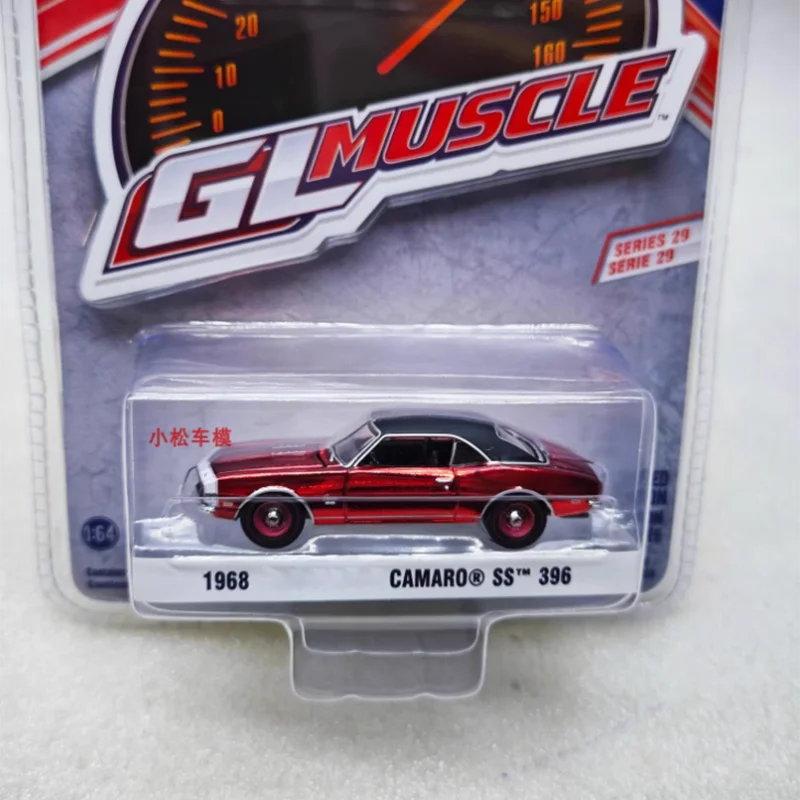 150
20
160
10
0
GL MUSCLE™
SERIES 29
SERIE 29
小松车模
1:64
1968
CAMARO® SS™ 396